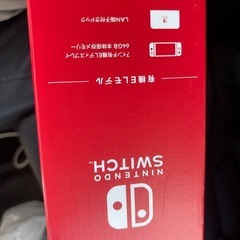 NINTENDO
SWITCH™
有機ELモデル
7インチ有機ELディスプレイ
64GB 本体保存メモリー
LAN端子付きドック